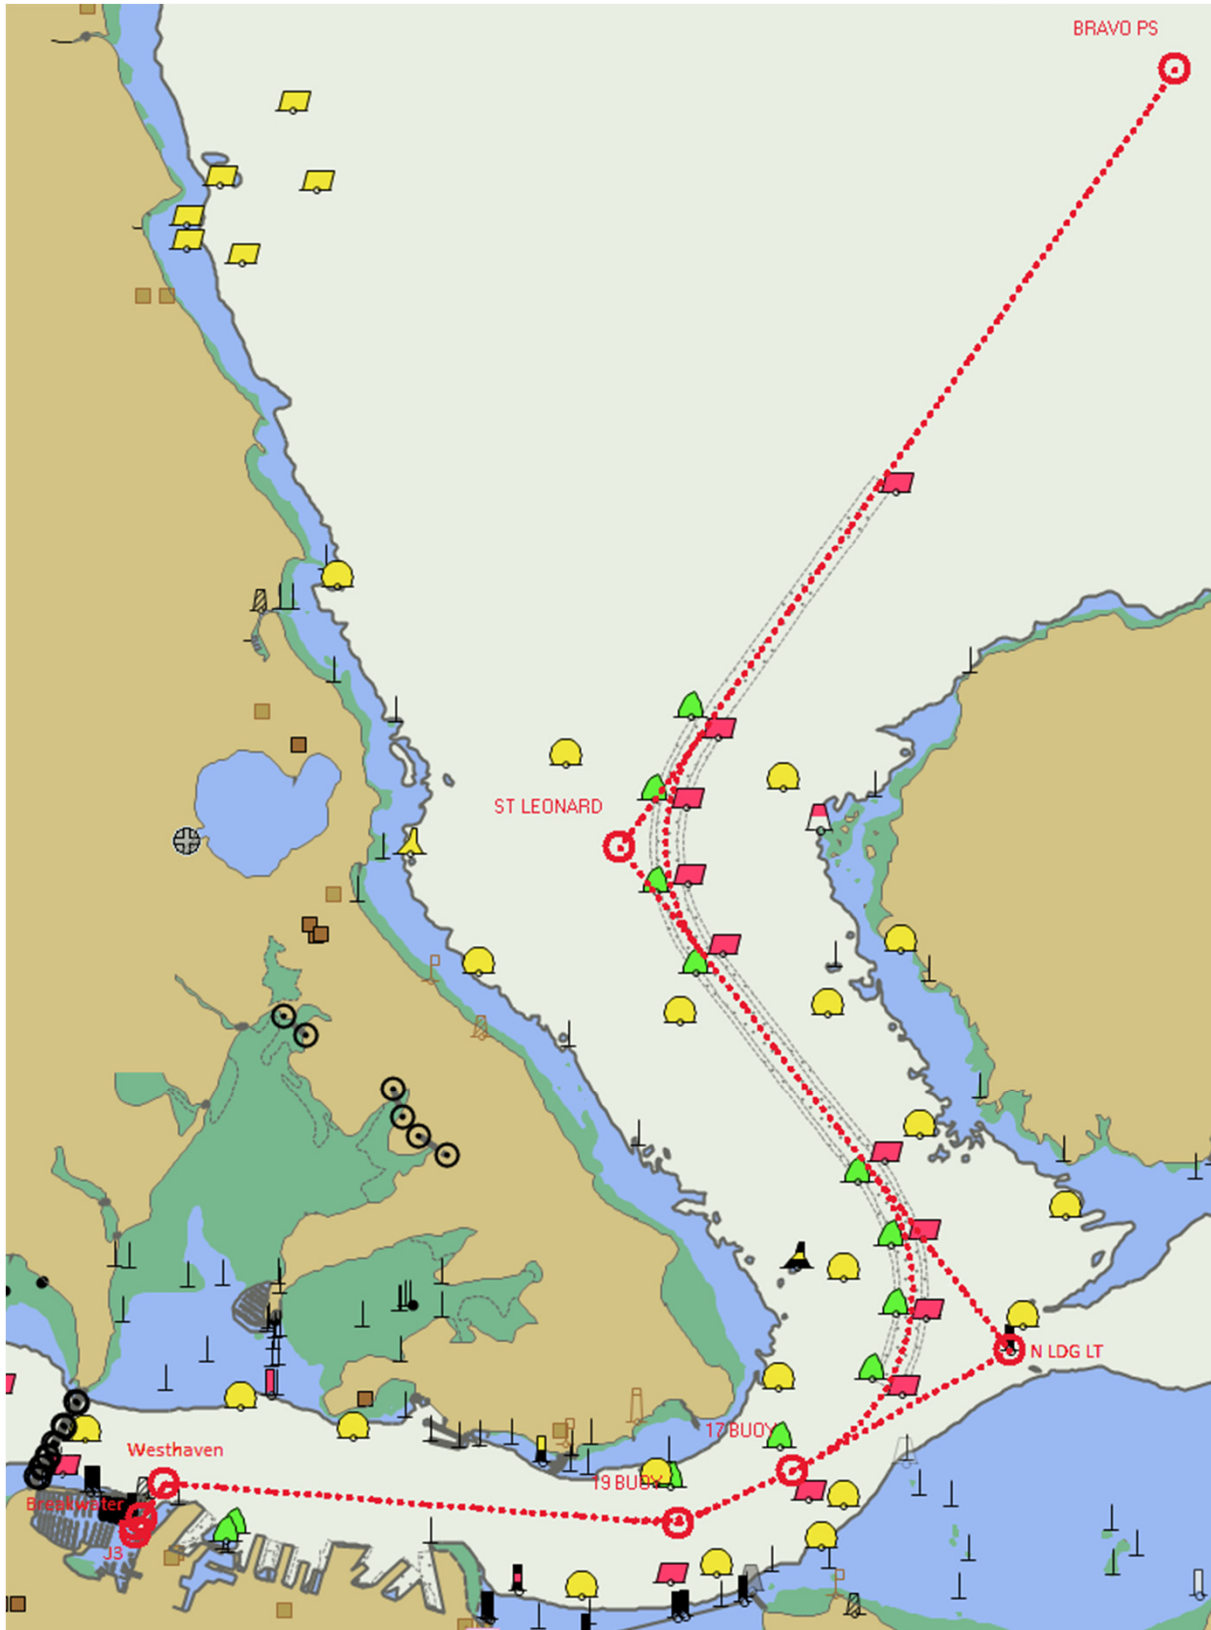 BRAVO PS
ST LEONARD
N LDG LT
17 BUOY
Westhaven
19 BUOY
Breakwater
J3